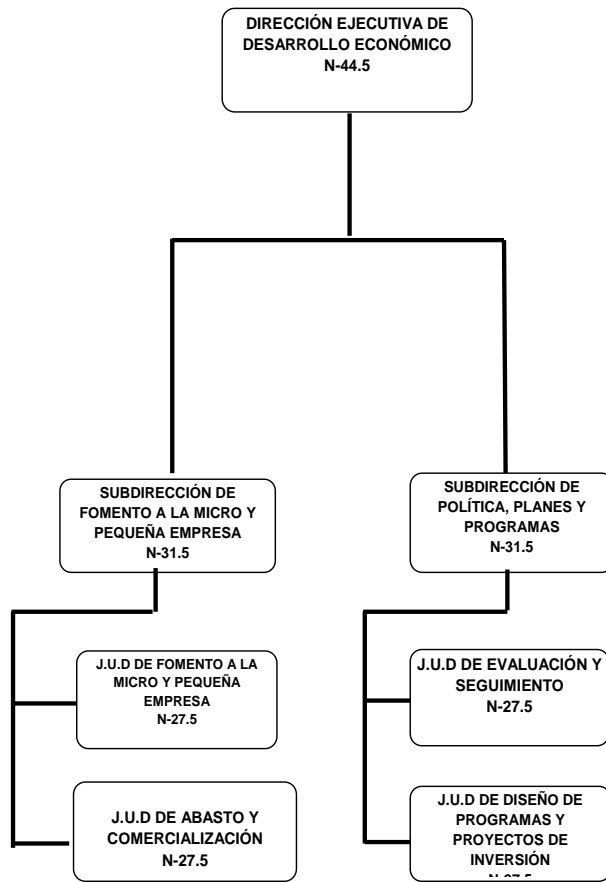 DIRECCIÓN EJECUTIVA DE
DESARROLLO ECONÓMICO
N-44.5
SUBDIRECCIÓN DE
FOMENTO A LA MICRO Y
PEQUEÑA EMPRESA
N-31.5
SUBDIRECCIÓN DE
POLÍTICA, PLANES Y
PROGRAMAS
N-31.5
J.U.D DE FOMENTO A LA
MICRO Y PEQUEÑA
EMPRESA
N-27.5
J.U.D DE EVALUACIÓN Y
SEGUIMIENTO
N-27.5
J.U.D DE ABASTO Y
COMERCIALIZACIÓN
N-27.5
J.U.D DE DISEÑO DE
PROGRAMAS Y
PROYECTOS DE
INVERSIÓN
N-27.5